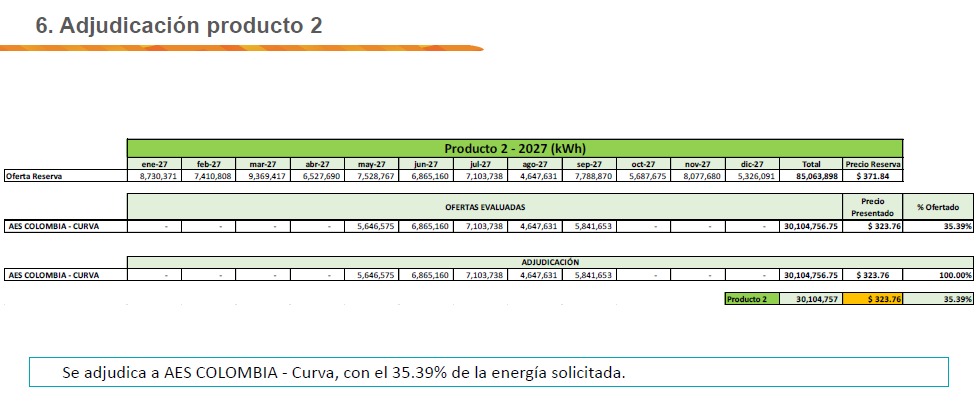 6. Adjudicación producto 2
Producto 2 - 2027 (kWh)
ene-27 feb-27 mar-27 abr-27 may-27 jun-27 jul-27 ago-27 sep-27 oct-27 nov-27 dic-27 Total Precio Reserva
Oferta Reserva 8,730,371 7,410,808 9,369,417 6,527,690 7,528,767 6,865,160 7,103,738 4,647,631 7,788,870 5,687,675 8,077,680 5,326,091 85,063,898 $ 371.84
OFERTAS EVALUADAS Precio Presentado % Ofertado
AES COLOMBIA - CURVA - - - - 5,646,575 6,865,160 7,103,738 4,647,631 5,841,653 - - - 30,104,756.75 $ 323.76 35.39%
ADJUDICACIÓN
AES COLOMBIA - CURVA - - - - 5,646,575 6,865,160 7,103,738 4,647,631 5,841,653 - - - 30,104,756.75 $ 323.76 100.00%
Producto 2 30,104,757 $ 323.76 35.39%
Se adjudica a AES COLOMBIA - Curva, con el 35.39% de la energía solicitada.